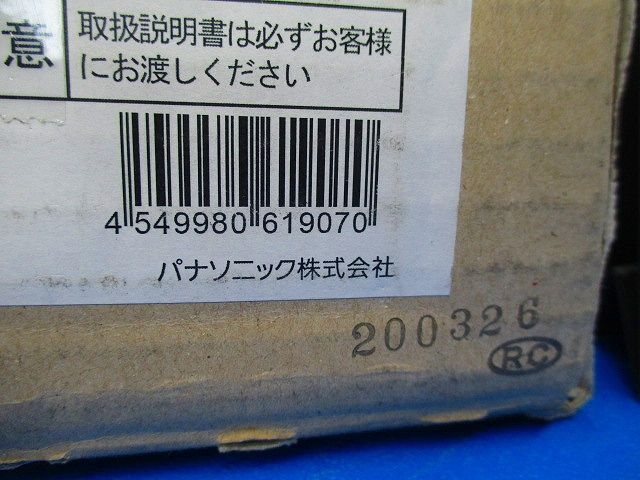 意
取扱説明書は必ずお客様
にお渡しください
4 549980 619070
パナソニック株式会社
200326
RC